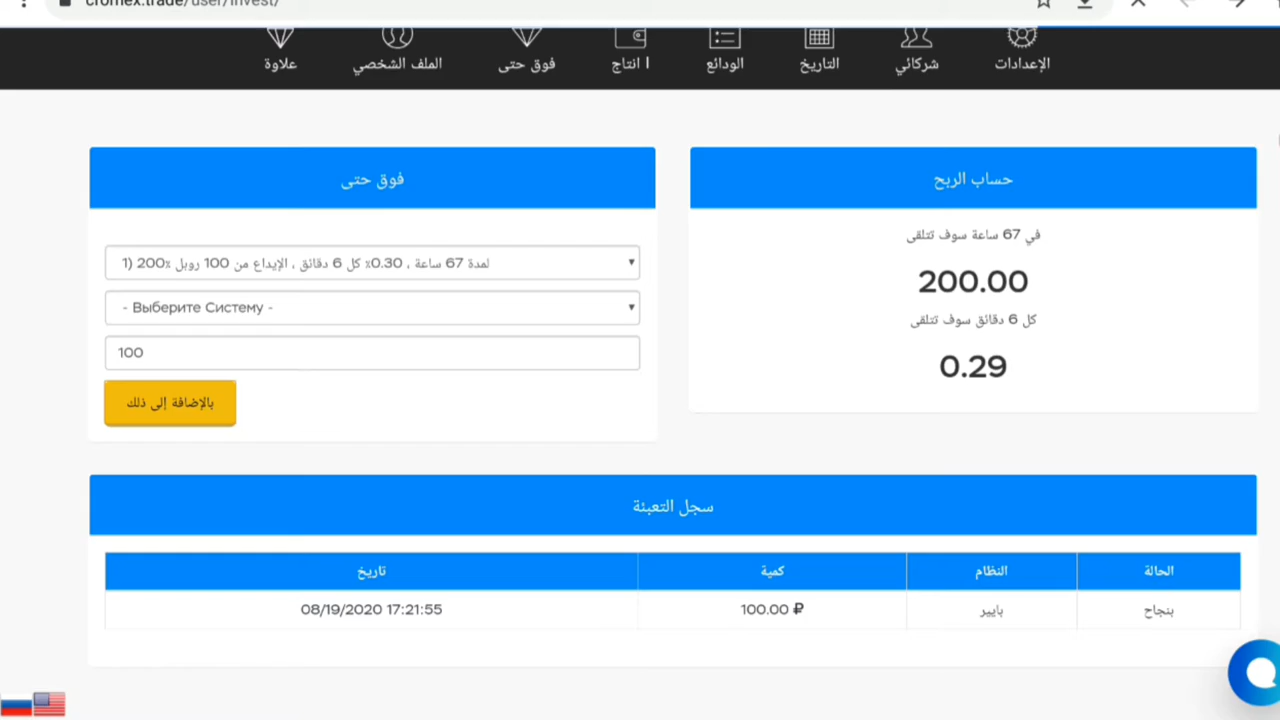 cromex.trade/user/invest/
الإعدادات
شركائي
التاريخ
الودائع
ا انتاج
فوق حتى
الملف الشخصي
علاوة
حساب الربح
في 67 ساعة سوف تتلقى
200.00
كل 6 دقائق سوف تتلقى
0.29
فوق حتى
1) 200٪ لمدة 67 ساعة ، 0.30٪ كل 6 دقائق ، الإيداع من 100 روبل
- Выберите Систему -
100
بالإضافة إلى ذلك
سجل التعبئة
الحالة
النظام
كمية
تاريخ
بنجاح
بايير
100.00 ₽
08/19/2020 17:21:55